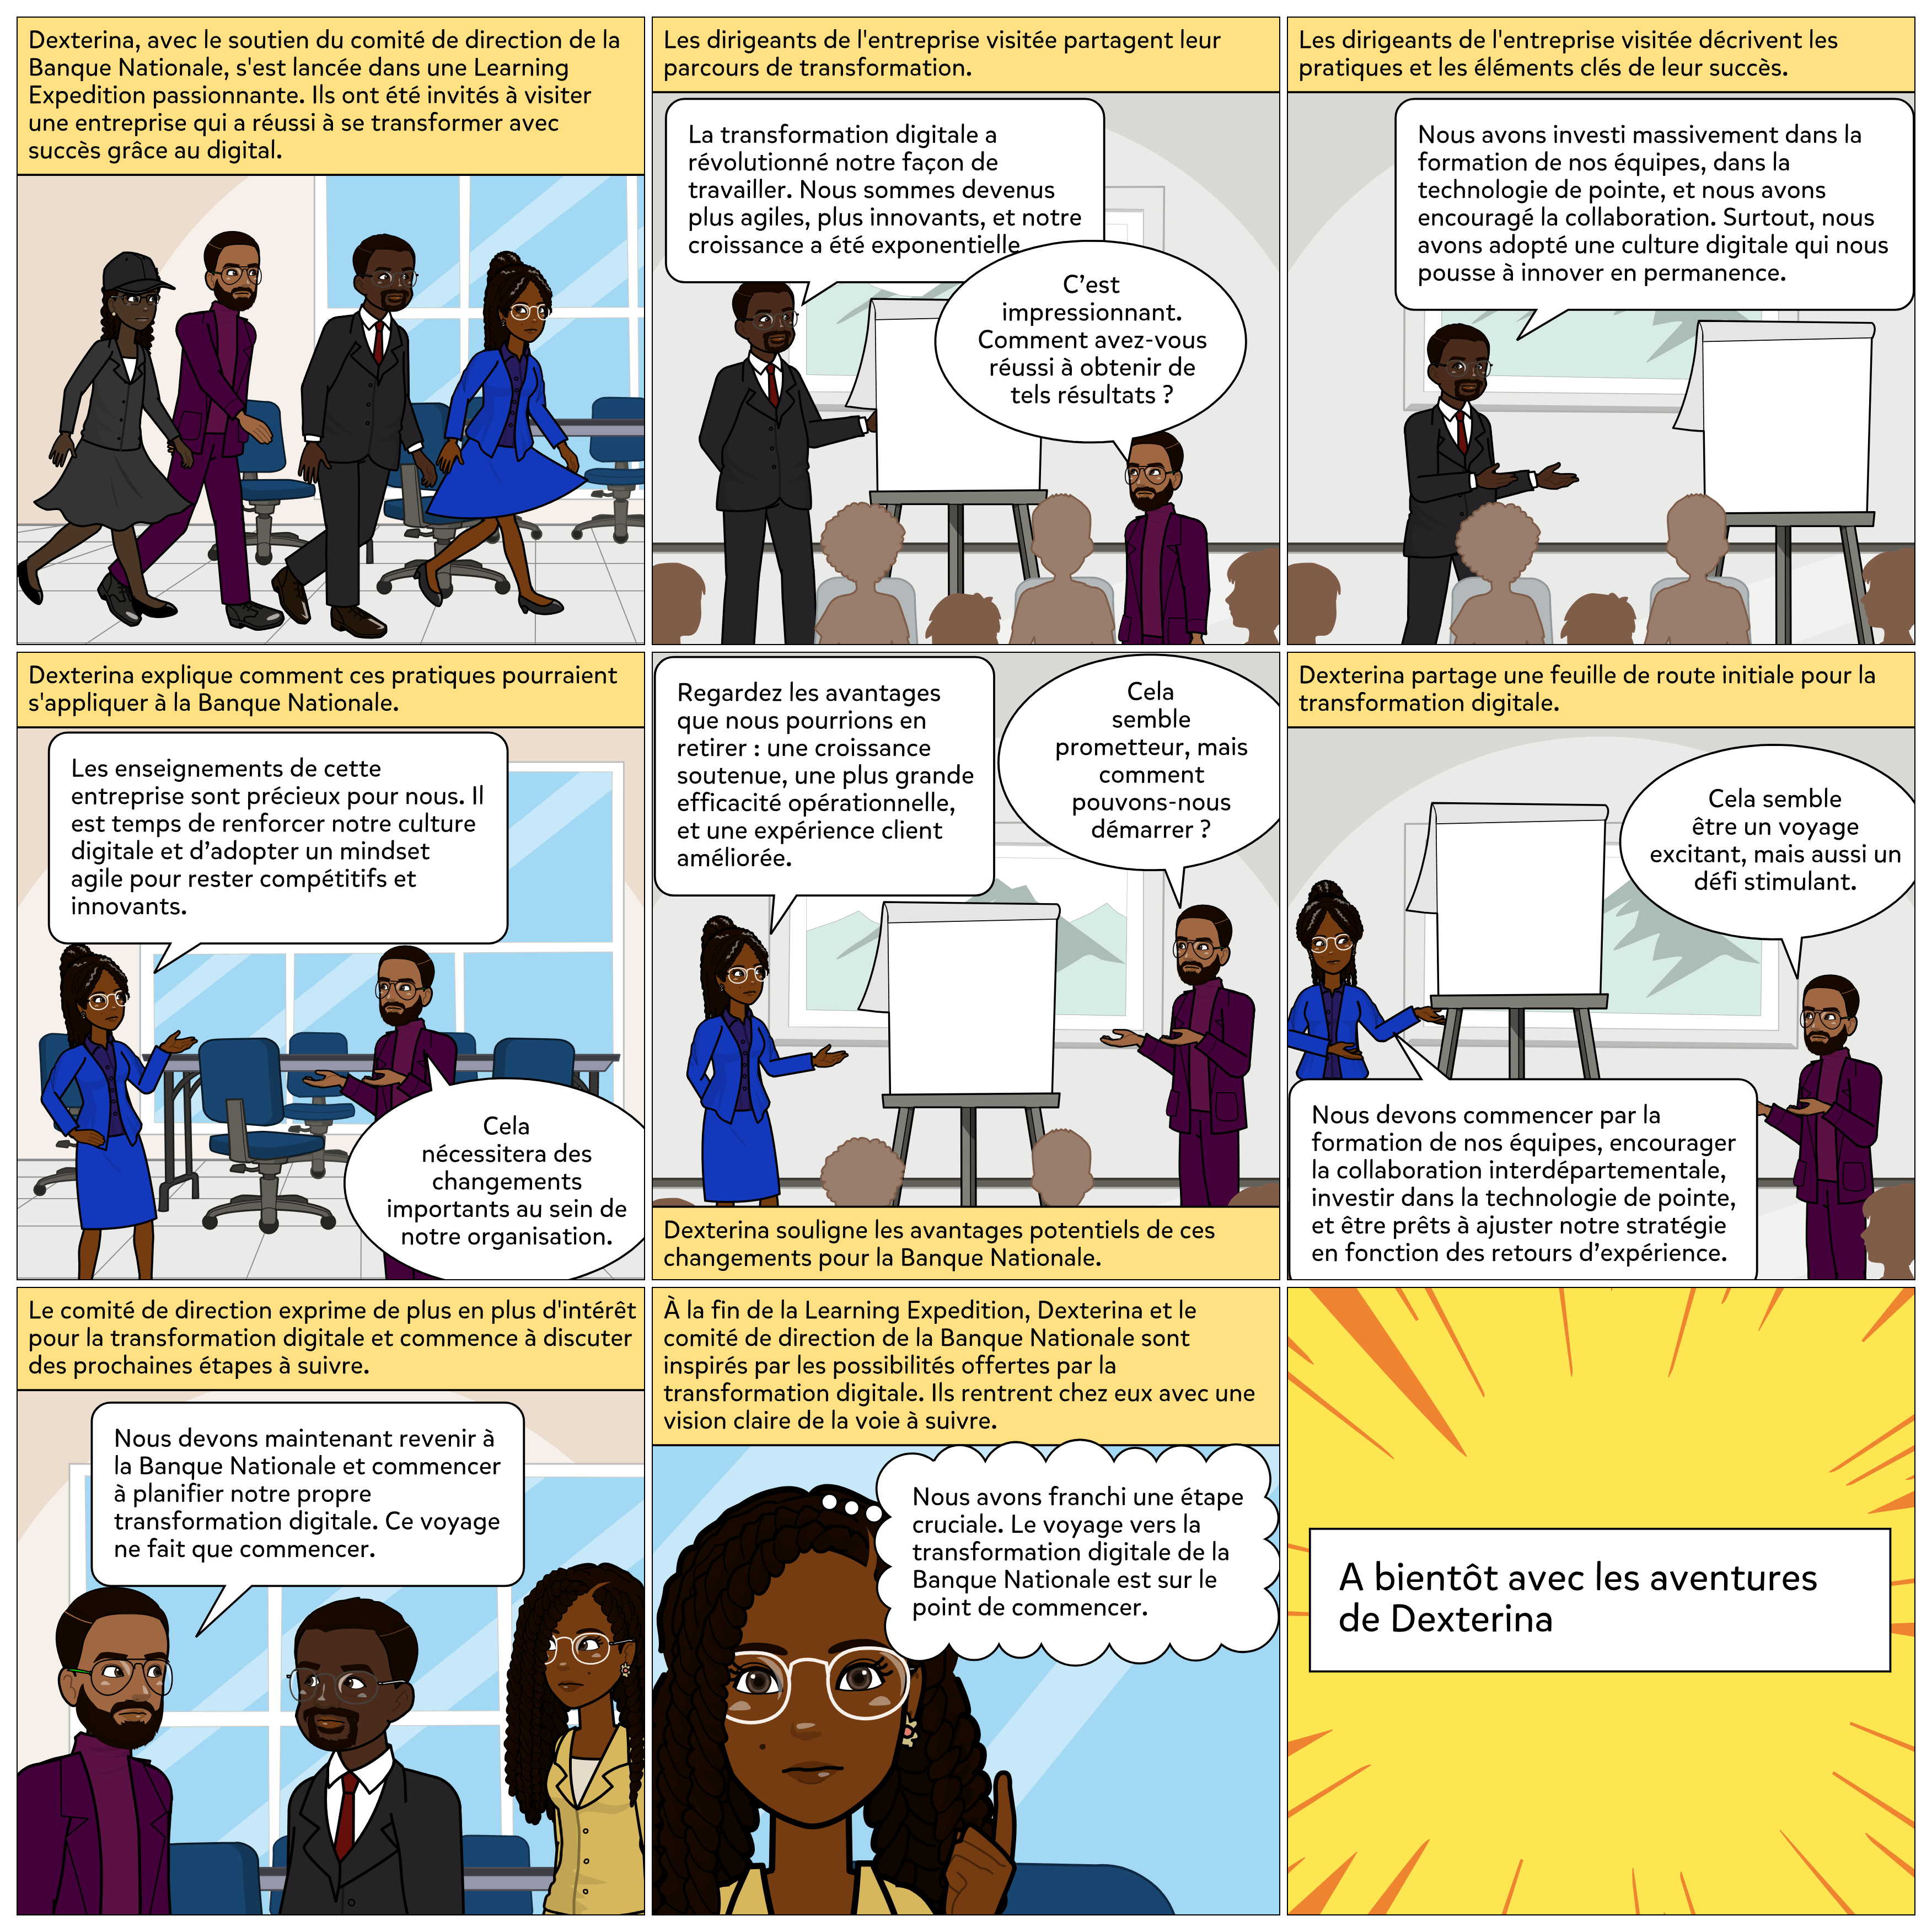 Dexterina, avec le soutien du comité de direction de la
Banque Nationale, s'est lancée dans une Learning
Expedition passionnante. Ils ont été invités à visiter
une entreprise qui a réussi à se transformer avec
succès grâce au digital.
Les dirigeants de l'entreprise visitée partagent leur
parcours de transformation.
La transformation digitale a
révolutionné notre façon de
travailler. Nous sommes devenus
plus agiles, plus innovants, et notre
croissance a été exponentielle
C’est
impressionnant.
Comment avez-vous
réussi à obtenir de
tels résultats ?
Les dirigeants de l'entreprise visitée décrivent les
pratiques et les éléments clés de leur succès.
Nous avons investi massivement dans la
formation de nos équipes, dans la
technologie de pointe, et nous avons
encouragé la collaboration. Surtout, nous
avons adopté une culture digitale qui nous
pousse à innover en permanence.
Dexterina explique comment ces pratiques pourraient
s'appliquer à la Banque Nationale.
Les enseignements de cette
entreprise sont précieux pour nous. Il
est temps de renforcer notre culture
digitale et d’adopter un mindset
agile pour rester compétitifs et
innovants.
Cela
nécessitera des
changements
importants au sein de
notre organisation.
Regardez les avantages
que nous pourrions en
retirer : une croissance
soutenue, une plus grande
efficacité opérationnelle,
et une expérience client
améliorée.
Cela
semble
prometteur, mais
comment
pouvons-nous
démarrer ?
Dexterina souligne les avantages potentiels de ces
changements pour la Banque Nationale.
Dexterina partage une feuille de route initiale pour la
transformation digitale.
Cela semble
être un voyage
excitant, mais aussi un
défi stimulant.
Nous devons commencer par la
formation de nos équipes, encourager
la collaboration interdépartementale,
investir dans la technologie de pointe,
et être prêts à ajuster notre stratégie
en fonction des retours d’expérience.
Le comité de direction exprime de plus en plus d'intérêt
pour la transformation digitale et commence à discuter
des prochaines étapes à suivre.
Nous devons maintenant revenir à
la Banque Nationale et commencer
à planifier notre propre
transformation digitale. Ce voyage
ne fait que commencer.
À la fin de la Learning Expedition, Dexterina et le
comité de direction de la Banque Nationale sont
inspirés par les possibilités offertes par la
transformation digitale. Ils rentrent chez eux avec une
vision claire de la voie à suivre.
Nous avons franchi une étape
cruciale. Le voyage vers la
transformation digitale de la
Banque Nationale est sur le
point de commencer.
A bientôt avec les aventures
de Dexterina